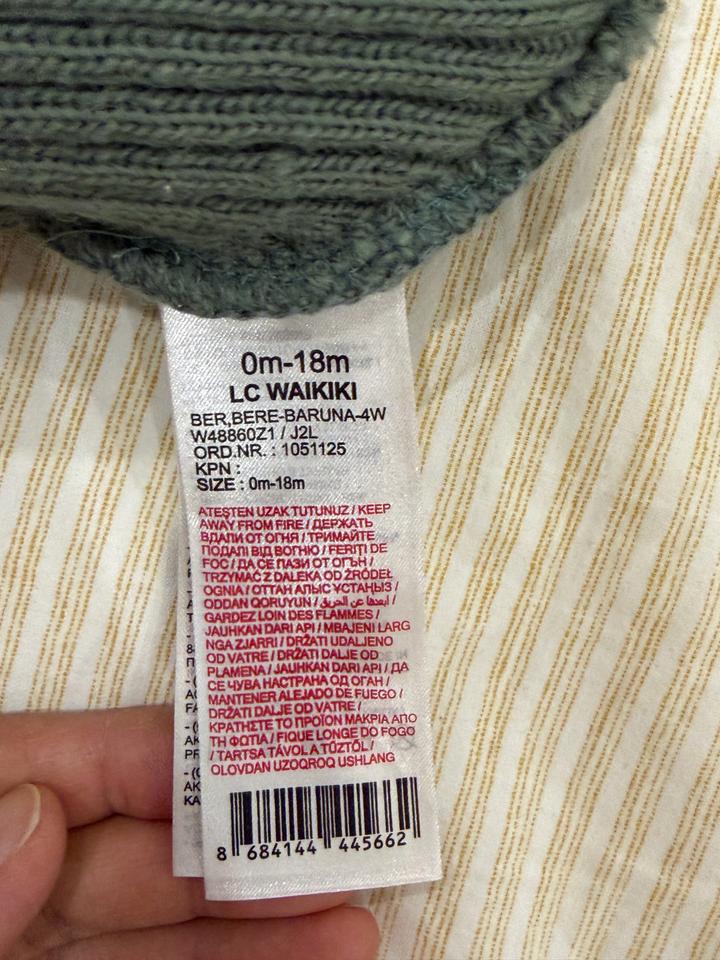 0m-18m
LC WAIKIKI
BER,BERE-BARUNA-4W
W48860Z1 / J2L
ORD.NR. : 1051125
KPN :
SIZE : 0m-18m
ATEŞTEN UZAK TUTUNUZ / KEEP
AWAY FROM FIRE / ДЕРЖАТЬ
ВДАЛИ ОТ ОГНЯ / ТРИМАЙТЕ
ПОДАЛІ ВІД ВОГНЮ / FERIȚI DE
FOC / ДА СЕ ПАЗИ ОТ ОГЪН /
TRZYMAĆ Z DALEKA OD ŹRÓDEŁ
OGNIA / ОТТАН АЛЫС ҰСТАҢЫЗ /
ODDAN QORUYUN / ابعدها عن الحريق /
GARDEZ LOIN DES FLAMMES /
JAUHKAN DARI API / MBAJENI LARG
NGA ZJARRI / DRŽATI UDALJENO
OD VATRE / DRŽATI DALJE OD
PLAMENA / JAUHKAN DARI API / ДА
СЕ ЧУВА НАСТРАНА ОД ОГАН /
MANTENER ALEJADO DE FUEGO /
DRŽATI DALJE OD VATRE /
ΚΡΑΤΗΣΤΕ ΤΟ ΠΡΟΪΟΝ ΜΑΚΡΙΑ ΑΠΟ
ΤΗ ΦΩΤΙΑ / FIQUE LONGE DO FOGO
/ TARTSA TÁVOL A TŰZTŐL /
OLOVDAN UZOQROQ USHLANG
8 684144 445662